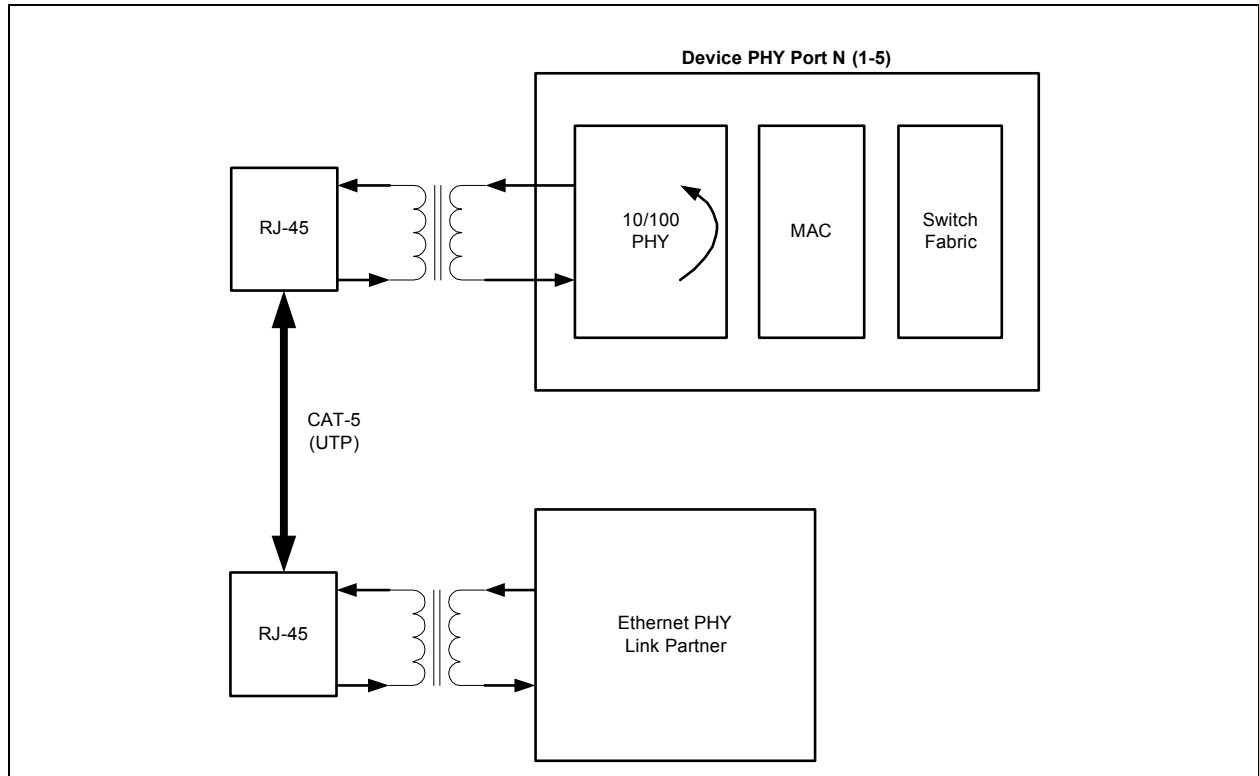 Device PHY Port N (1-5)
RJ-45
10/100
PHY
MAC
Switch
Fabric
CAT-5
(UTP)
RJ-45
Ethernet PHY
Link Partner